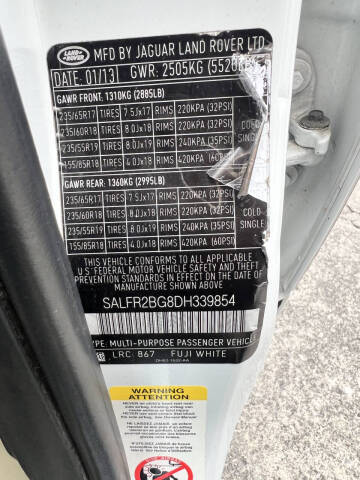 LAND ROVER
MFD BY JAGUAR LAND ROVER LTD.
DATE. 01/13 GWR: 2505KG (5520LB)
GAWR FRONT: 1310KG (2885LB)
235/65R17 TIRES 7.5Jx17 RIMS 220KPA (32PSI)
235/60R18 TIRES 8.0Jx18 RIMS 220KPA (32PSI) COLD
235/55R19 TIRES 8.0Jx19 RIMS 240KPA (35PSI) SINGLE
155/85R18 TIRES 4.0Jx18 RIMS 420KPA (60PSI)
GAWR REAR: 1360KG (2995LB)
235/65R17 TIRES 7.5Jx17 RIMS 220KPA (32PSI)
235/60R18 TIRES 8.0Jx18 RIMS 220KPA (32PSI) COLD
235/55R19 TIRES 8.0Jx19 RIMS 240KPA (35PSI) SINGLE
155/85R18 TIRES 4.0Jx18 RIMS 420KPA (60PSI)
THIS VEHICLE CONFORMS TO ALL APPLICABLE
U.S. FEDERAL MOTOR VEHICLE SAFETY AND THEFT
PREVENTION STANDARDS IN EFFECT ON THE DATE OF
MANUFACTURE SHOWN ABOVE.
SALFR2BG8DH339854
TYPE: MULTI-PURPOSE PASSENGER VEHICLE
LRC 867 FUJI WHITE
WARNING
ATTENTION